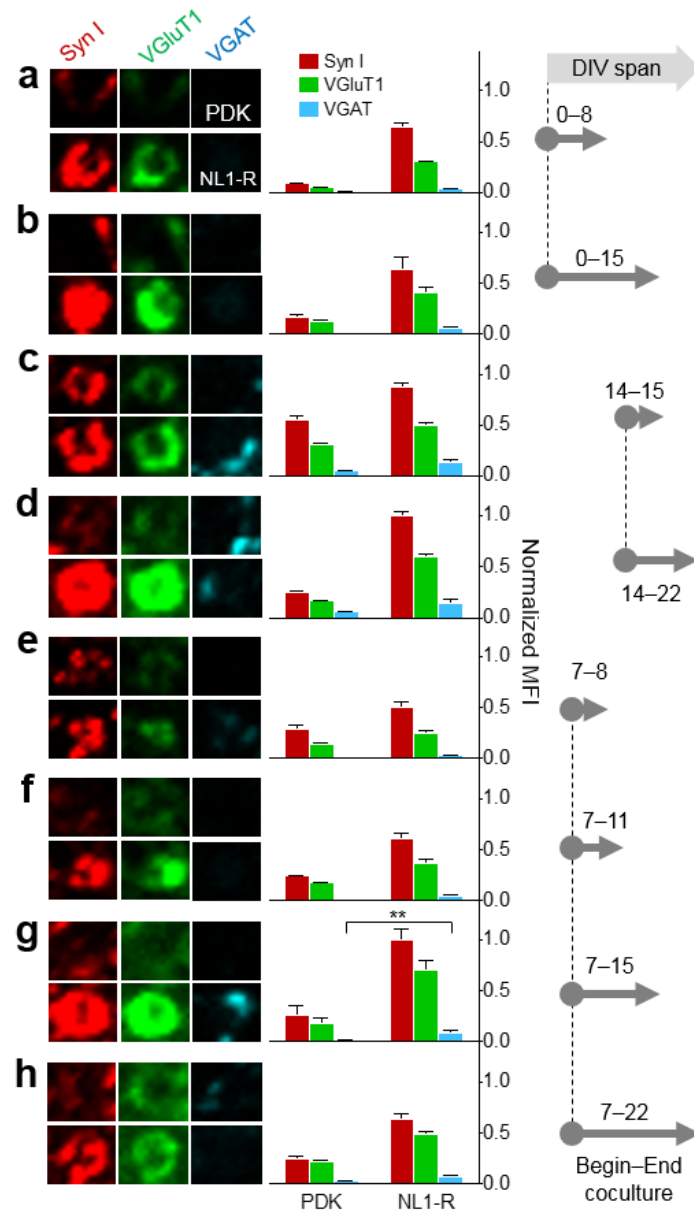 Syn I VGluT1 VGAT
a
PDK
NL1-R
Syn I
VGluT1
VGAT
1.0
0.5
0.0
DIV span
0–8
b
1.0
0.5
0.0
0–15
c
1.0
0.5
0.0
14–15
d
1.0
0.5
0.0
14–22
Normalized MFI
e
1.0
0.5
0.0
7–8
f
1.0
0.5
0.0
7–11
g
**
1.0
0.5
0.0
7–15
h
1.0
0.5
0.0
7–22
PDK NL1-R
Begin–End
coculture